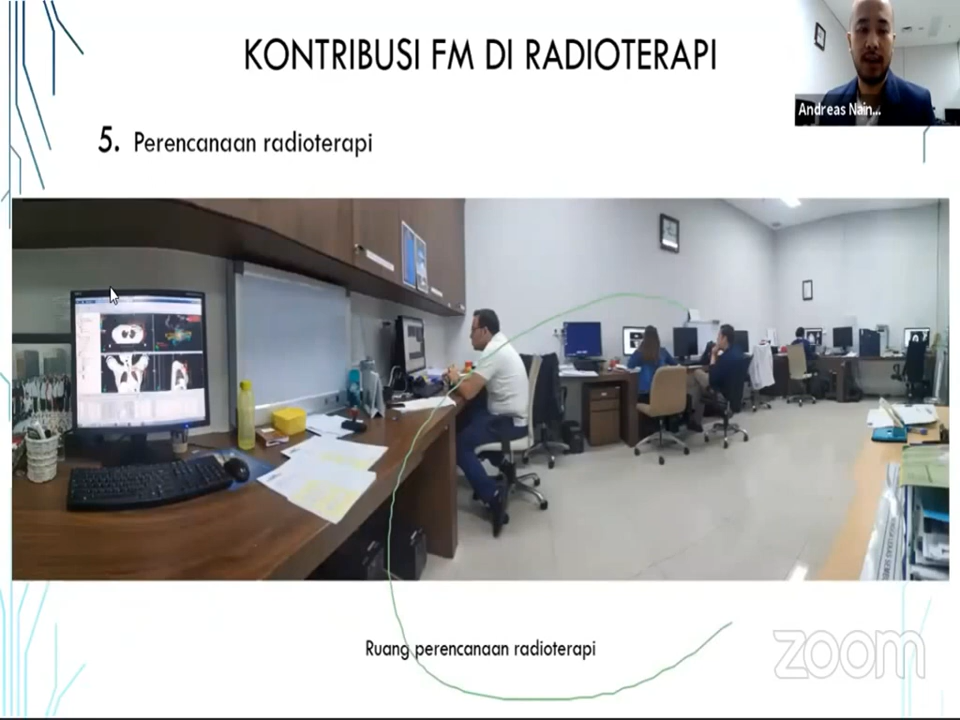 KONTRIBUSI FM DI RADIOTERAPI
Andreas Nain...
5. Perencanaan radioterapi
Ruang perencanaan radioterapi
zoom